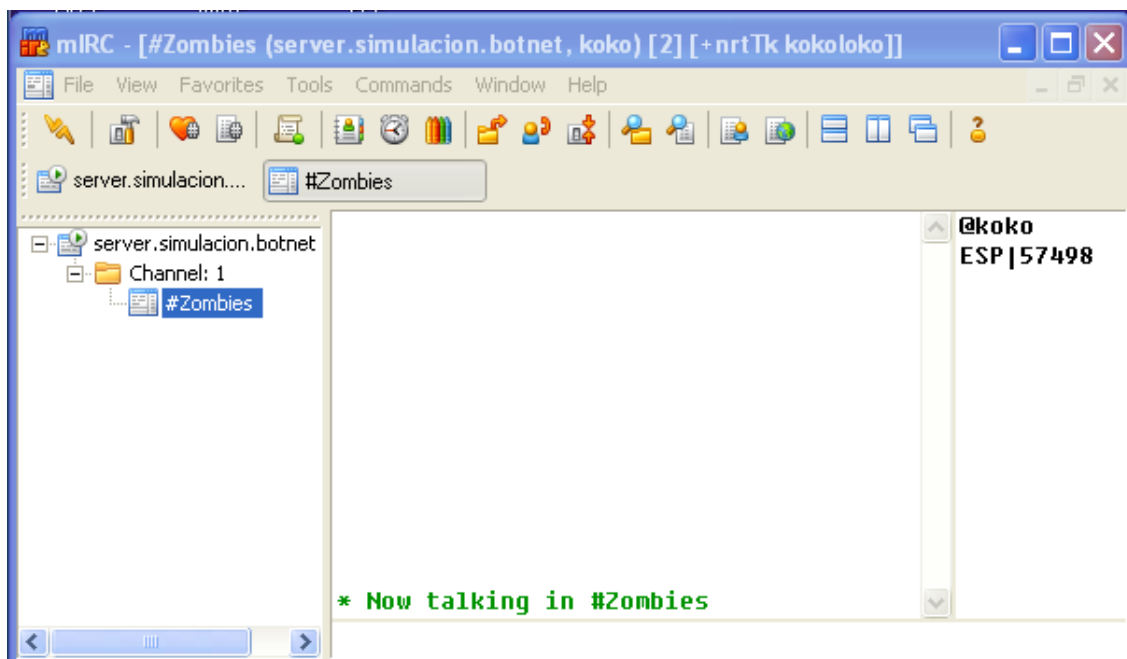 mIRC - [#Zombies (server.simulacion.botnet, koko) [2] [+nrtTk kokoloko]]
File View Favorites Tools Commands Window Help
server.simulacion.... #Zombies
server.simulacion.botnet
Channel: 1
#Zombies
* Now talking in #Zombies
@koko
ESP|57498